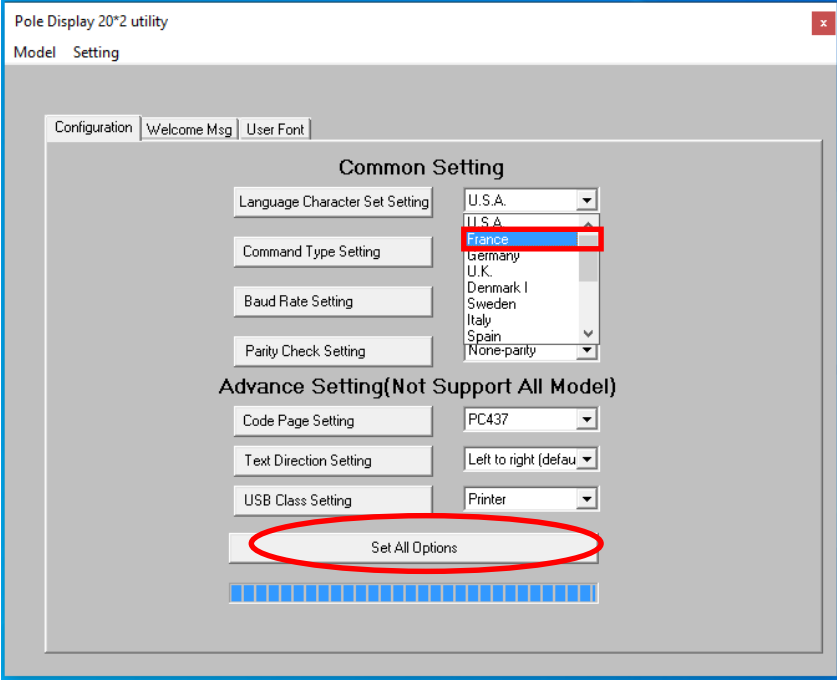 Pole Display 20*2 utility
x
Model Setting
Configuration Welcome Msg User Font
Common Setting
Language Character Set Setting U.S.A.
U.S.A.
France
Command Type Setting
Germany
U.K.
Denmark I
Baud Rate Setting
Sweden
Italy
Spain
Parity Check Setting None-parity
Advance Setting(Not Support All Model)
Code Page Setting PC437
Text Direction Setting Left to right (defau
USB Class Setting Printer
Set All Options